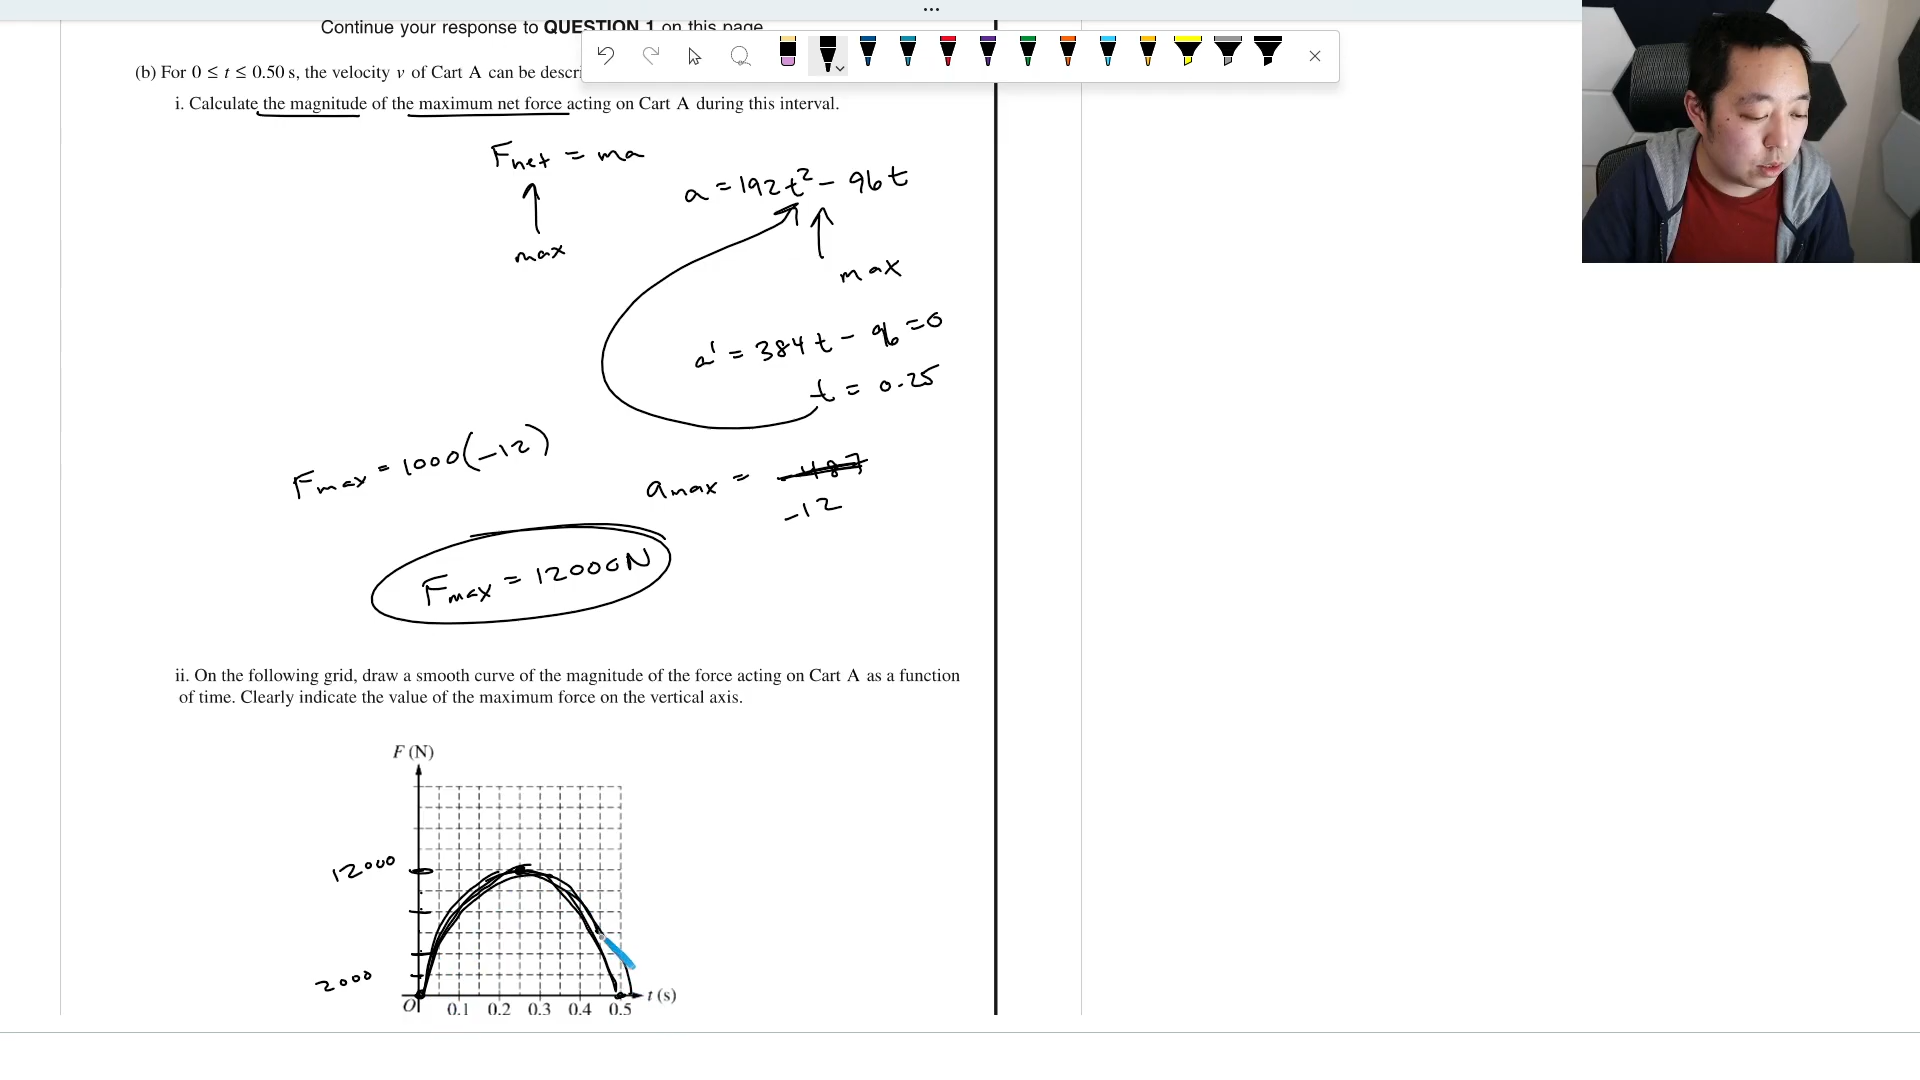 Continue your response to QUESTION 1 on this page.
(b) For 0 ≤ t ≤ 0.50 s, the velocity v of Cart A can be descri
i. Calculate the magnitude of the maximum net force acting on Cart A during this interval.
Fnet = ma
max
a = 192t² - 96t
max
a' = 384t - 96 = 0
t = 0.25
Fmax = 1000(-12)
amax = -487
-12
Fmax = 12000N
ii. On the following grid, draw a smooth curve of the magnitude of the force acting on Cart A as a function
of time. Clearly indicate the value of the maximum force on the vertical axis.
F (N)
12000
2000
O 0.1 0.2 0.3 0.4 0.5 t (s)